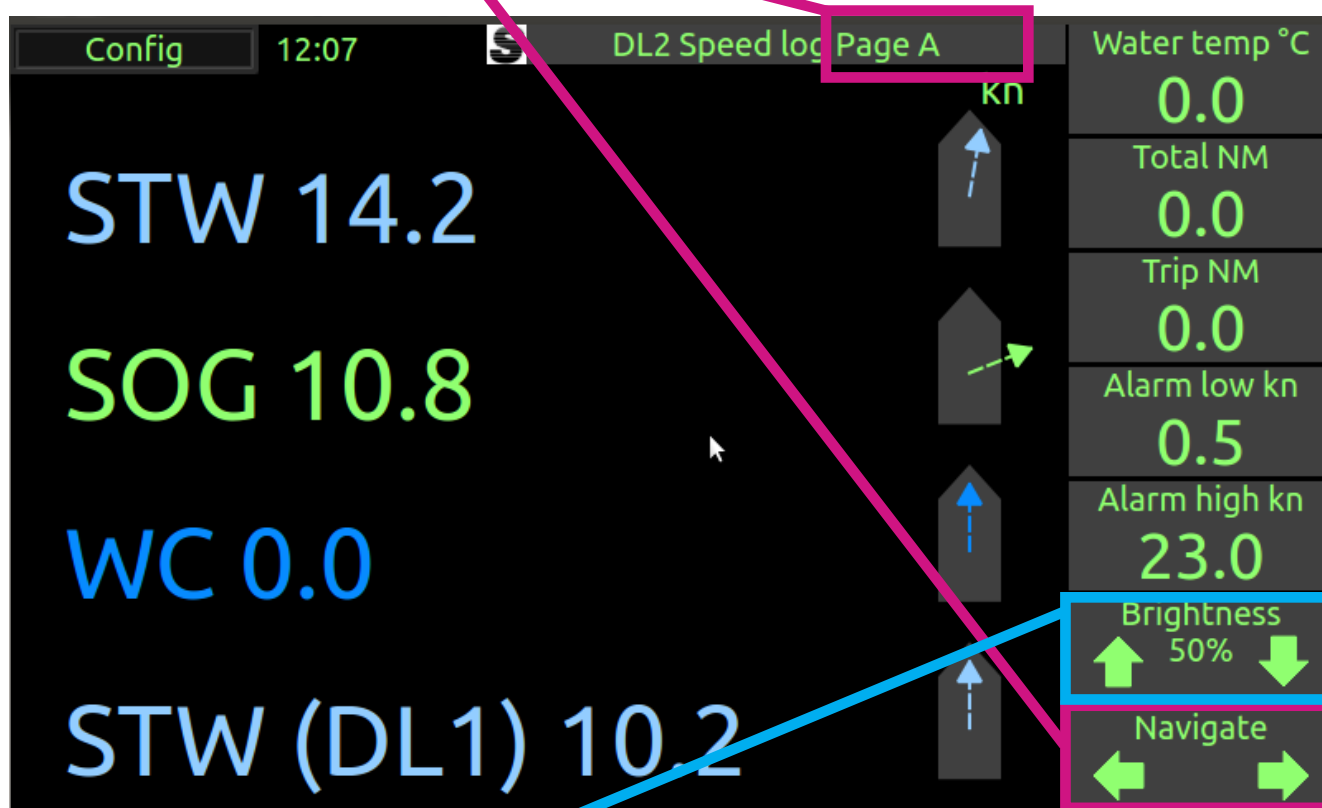 Config 12:07 S DL2 Speed log Page A
kn
STW 14.2
SOG 10.8
WC 0.0
STW (DL1) 10.2
Water temp °C
0.0
Total NM
0.0
Trip NM
0.0
Alarm low kn
0.5
Alarm high kn
23.0
Brightness
50%
Navigate